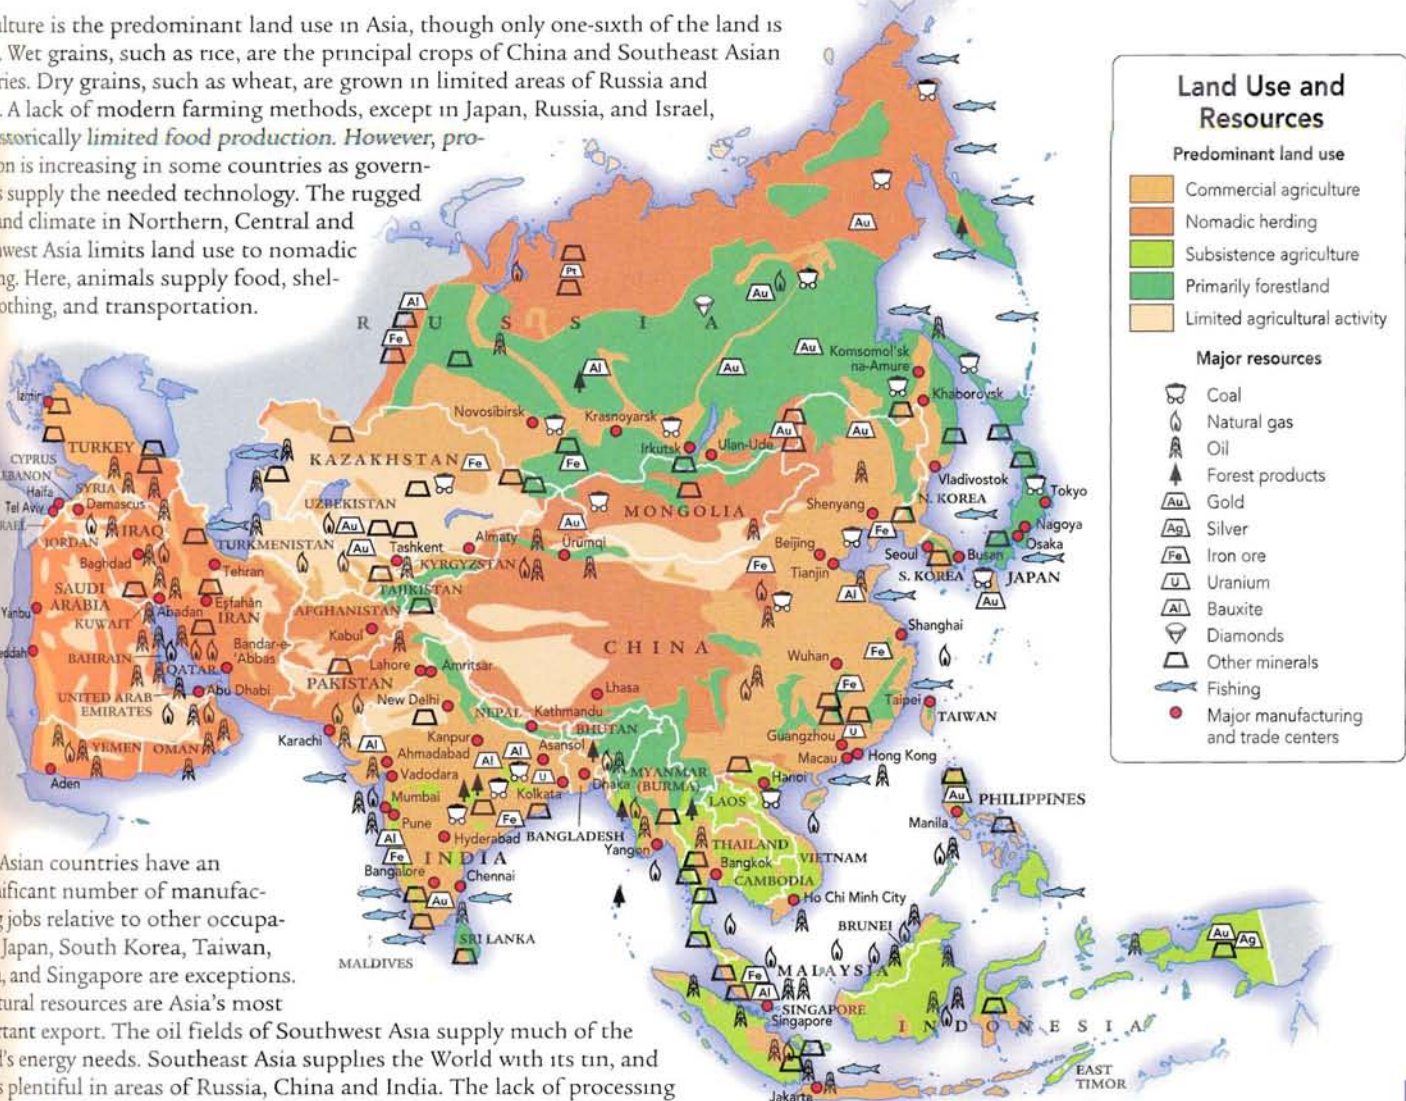 lture is the predominant land use in Asia, though only one-sixth of the land is
. Wet grains, such as rice, are the principal crops of China and Southeast Asian
ries. Dry grains, such as wheat, are grown in limited areas of Russia and
. A lack of modern farming methods, except in Japan, Russia, and Israel,
storically limited food production. However, pro-
on is increasing in some countries as govern-
s supply the needed technology. The rugged
nd climate in Northern, Central and
west Asia limits land use to nomadic
ng. Here, animals supply food, shel-
othing, and transportation.
Land Use and
Resources
Predominant land use
Commercial agriculture
Nomadic herding
Subsistence agriculture
Primarily forestland
Limited agricultural activity
Major resources
Coal
Natural gas
Oil
Forest products
Au Gold
Ag Silver
Fe Iron ore
U Uranium
Al Bauxite
Diamonds
Other minerals
Fishing
Major manufacturing
and trade centers
RUSSIA
Komsomol'sk
na-Amure
Khaborovsk
Novosibirsk
Krasnoyarsk
Irkutsk
Ulan-Ude
Vladivostok
Izmir
TURKEY
CYPRUS
LEBANON
Haifa
Tel Aviv
SYRIA
Damascus
JORDAN
IRAQ
Baghdad
KAZAKHSTAN
UZBEKISTAN
TURKMENISTAN
Tashkent
Almaty
KYRGYZSTAN
TAJIKISTAN
Ürümqi
MONGOLIA
Shenyang
N. KOREA
Beijing
Tianjin
Seoul
Busan
S. KOREA
JAPAN
Tokyo
Nagoya
Osaka
Tehran
SAUDI
ARABIA
Yanbu
KUWAIT
Abadan
Eşfahān
IRAN
AFGHANISTAN
Kabul
eddah
BAHRAIN
QATAR
Bandar-e-
'Abbas
UNITED ARAB
EMIRATES
Abu Dhabi
YEMEN
OMAN
Aden
PAKISTAN
Lahore
Amritsar
New Delhi
Karachi
CHINA
Lhasa
NEPAL
Kathmandu
BHUTAN
Shanghai
Wuhan
Taipei
TAIWAN
Guangzhou
Macau
Hong Kong
Kanpur
Ahmadabad
Asansol
Vadodara
Kolkata
Dhaka
BANGLADESH
Mumbai
Pune
Hyderabad
INDIA
Bangalore
Chennai
SRI LANKA
MALDIVES
MYANMAR
(BURMA)
Yangon
Hanoi
LAOS
THAILAND
Bangkok
VIETNAM
CAMBODIA
Ho Chi Minh City
PHILIPPINES
Manila
BRUNEI
MALAYSIA
SINGAPORE
Singapore
INDONESIA
Jakarta
EAST
TIMOR
Asian countries have an
ificant number of manufac-
g jobs relative to other occupa-
Japan, South Korea, Taiwan,
, and Singapore are exceptions.
tural resources are Asia's most
rtant export. The oil fields of Southwest Asia supply much of the
l's energy needs. Southeast Asia supplies the World with its tin, and
s plentiful in areas of Russia, China and India. The lack of processing